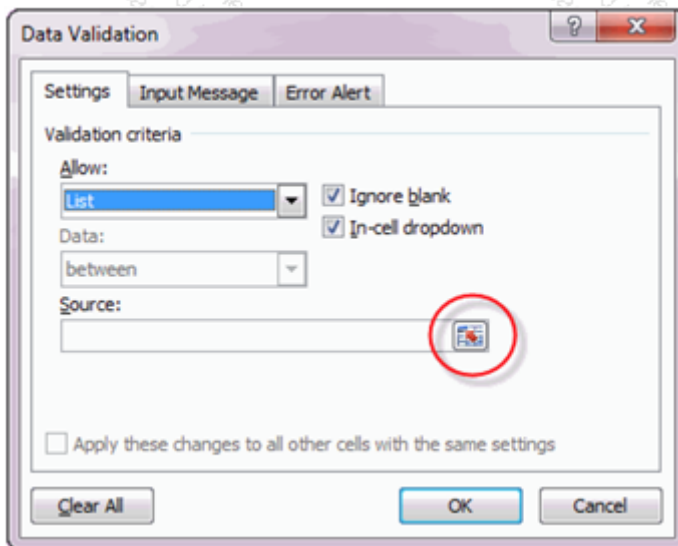 Data Validation
Settings Input Message Error Alert
Validation criteria
Allow:
List
Ignore blank
In-cell dropdown
Data:
between
Source:
Apply these changes to all other cells with the same settings
Clear All OK Cancel